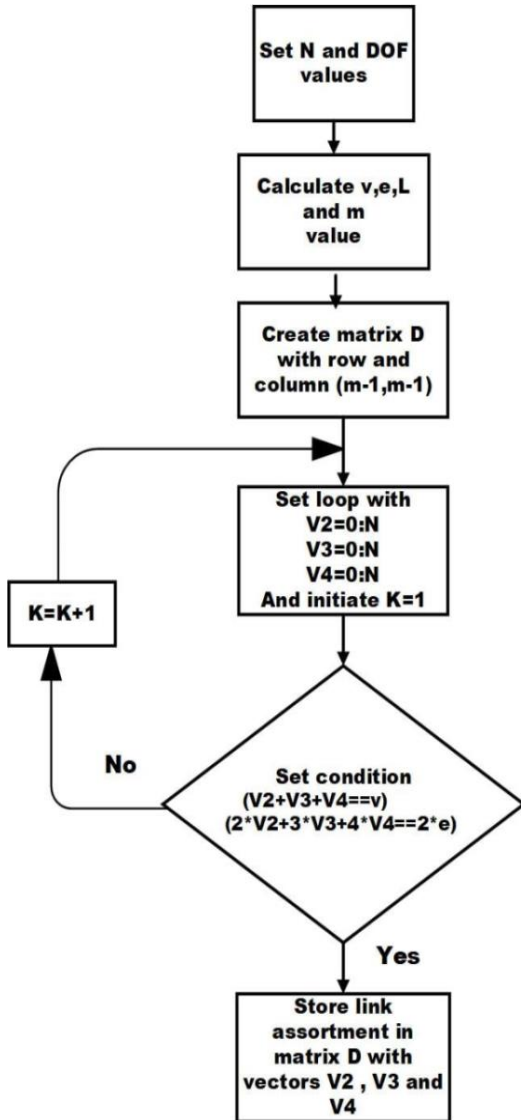 Set N and DOF
values
Calculate v,e,L
and m
value
Create matrix D
with row and
column (m-1,m-1)
Set loop with
V2=0:N
V3=0:N
V4=0:N
And initiate K=1
K=K+1
No
Set condition
(V2+V3+V4==v)
(2*V2+3*V3+4*V4==2*e)
Yes
Store link
assortment in
matrix D with
vectors V2 , V3 and
V4